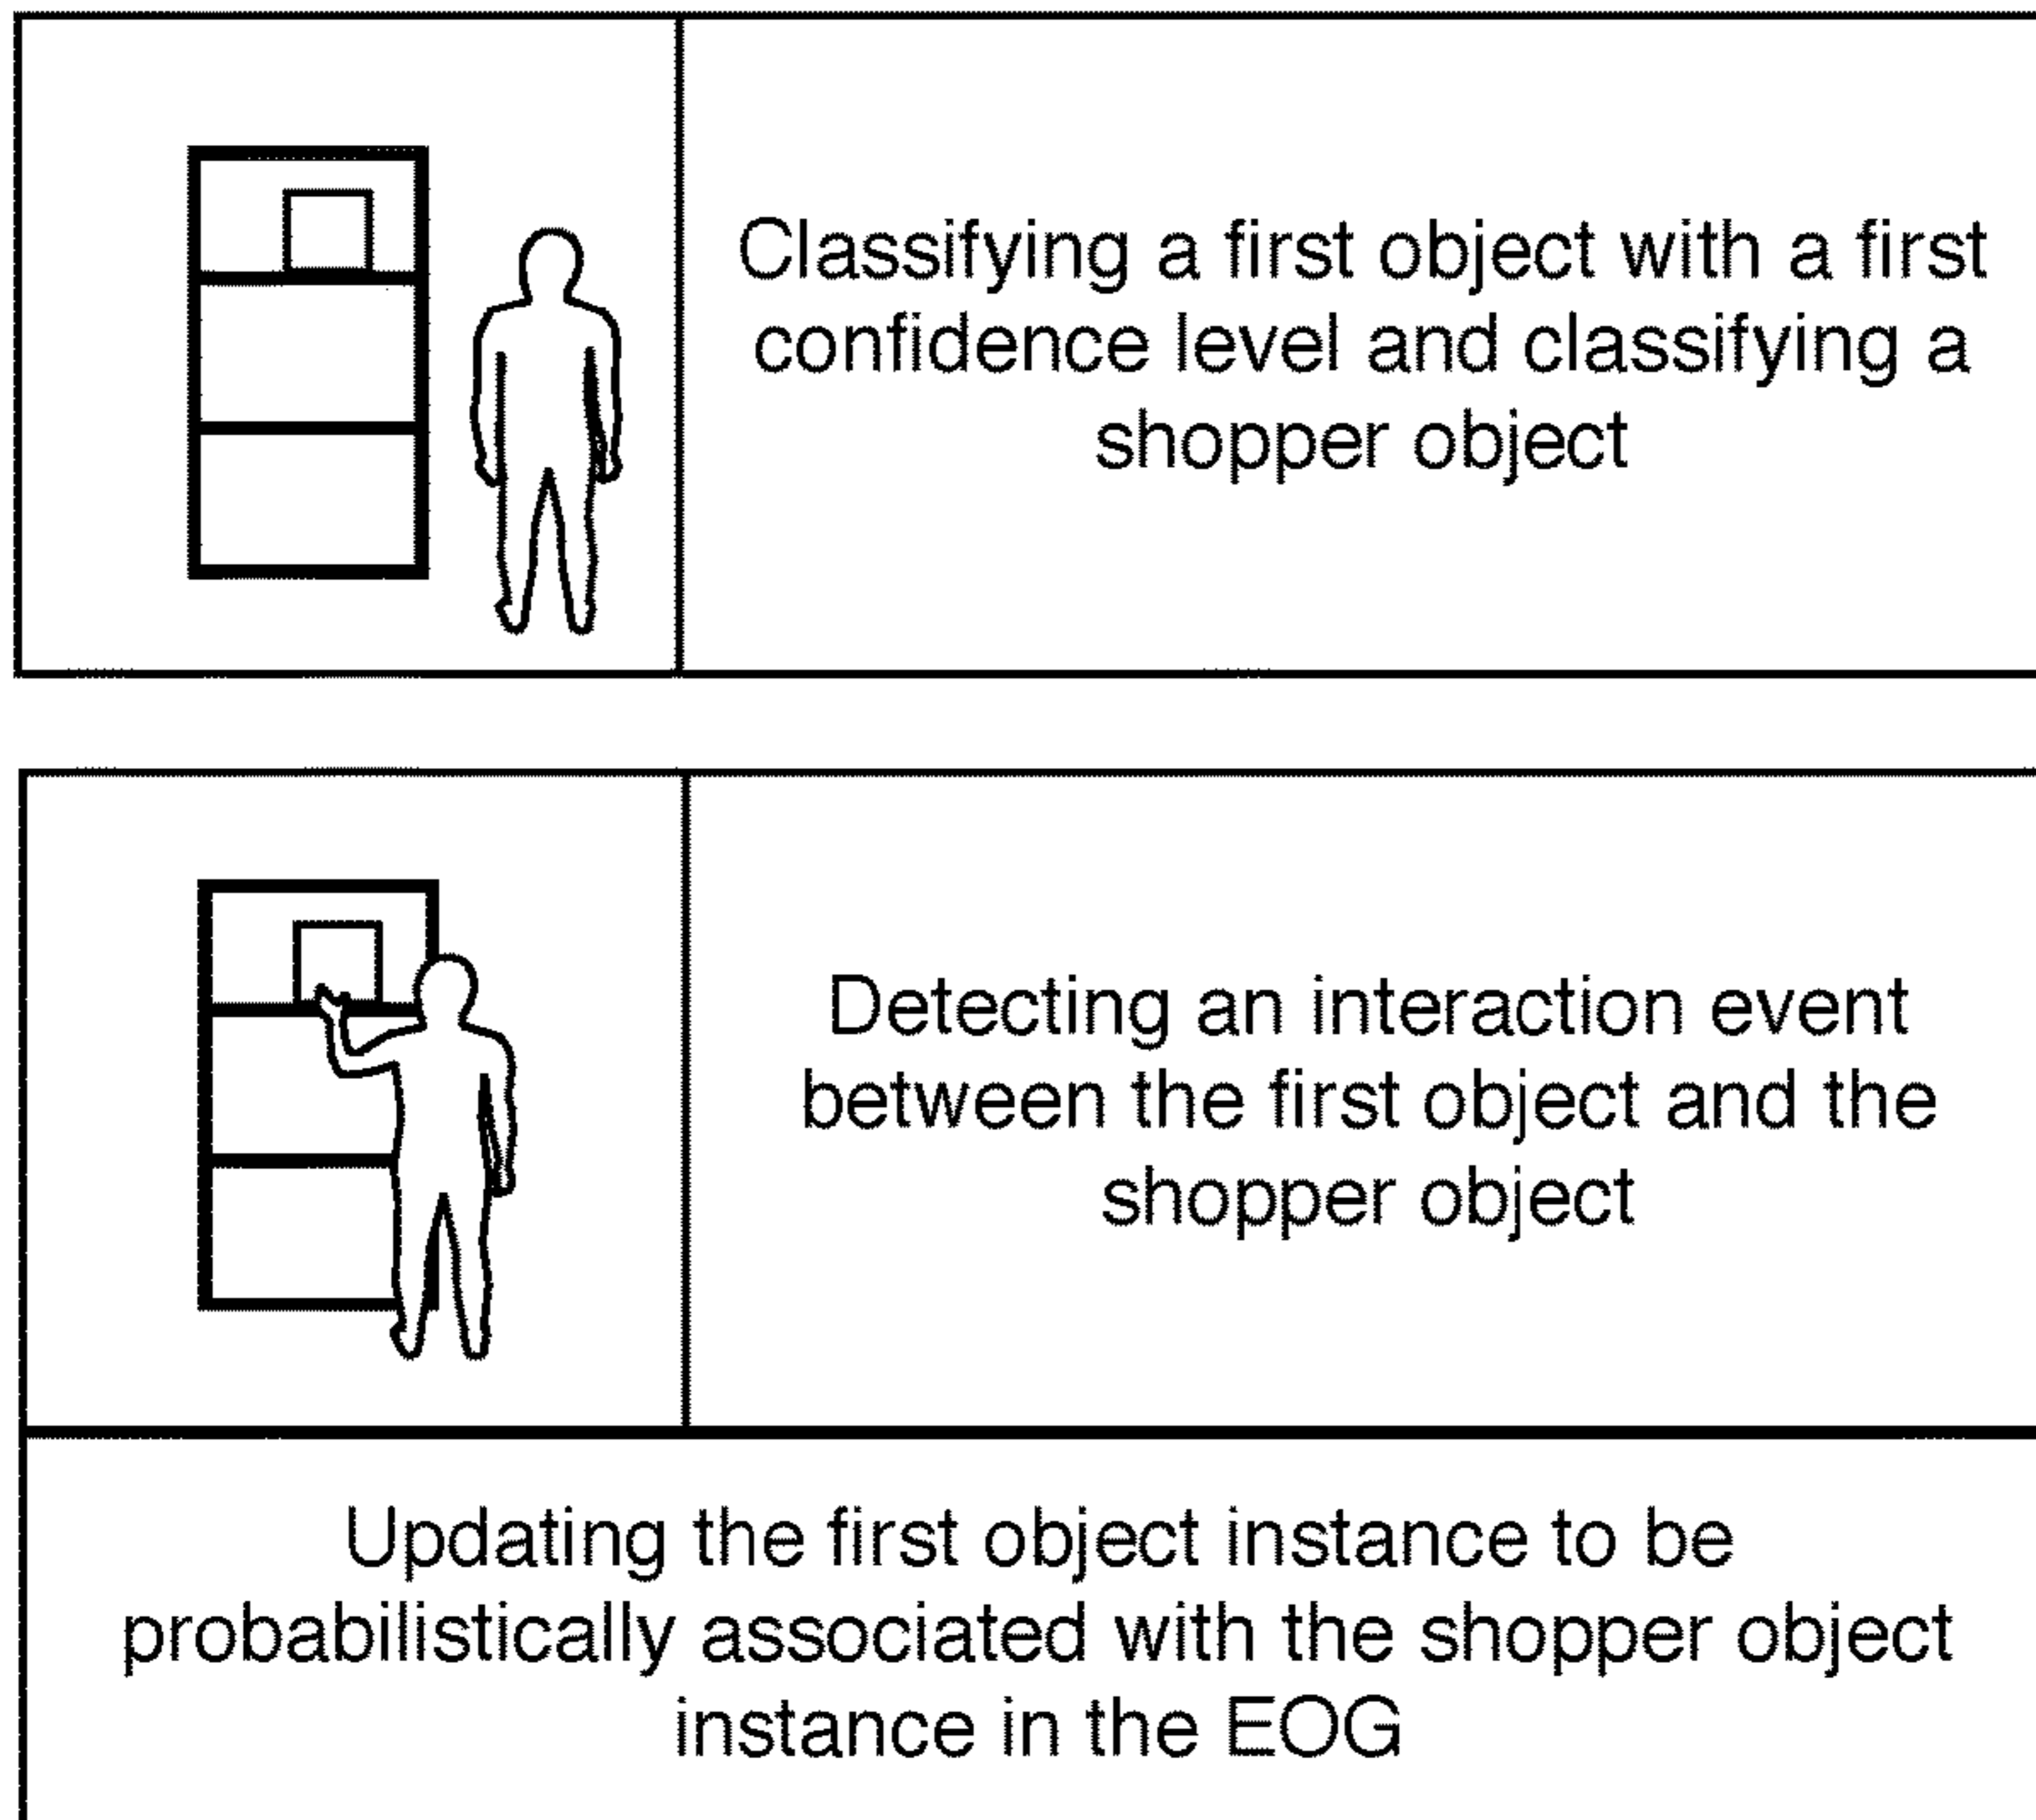 Classifying a first object with a first
confidence level and classifying a
shopper object
Detecting an interaction event
between the first object and the
shopper object
Updating the first object instance to be
probabilistically associated with the shopper object
instance in the EOG